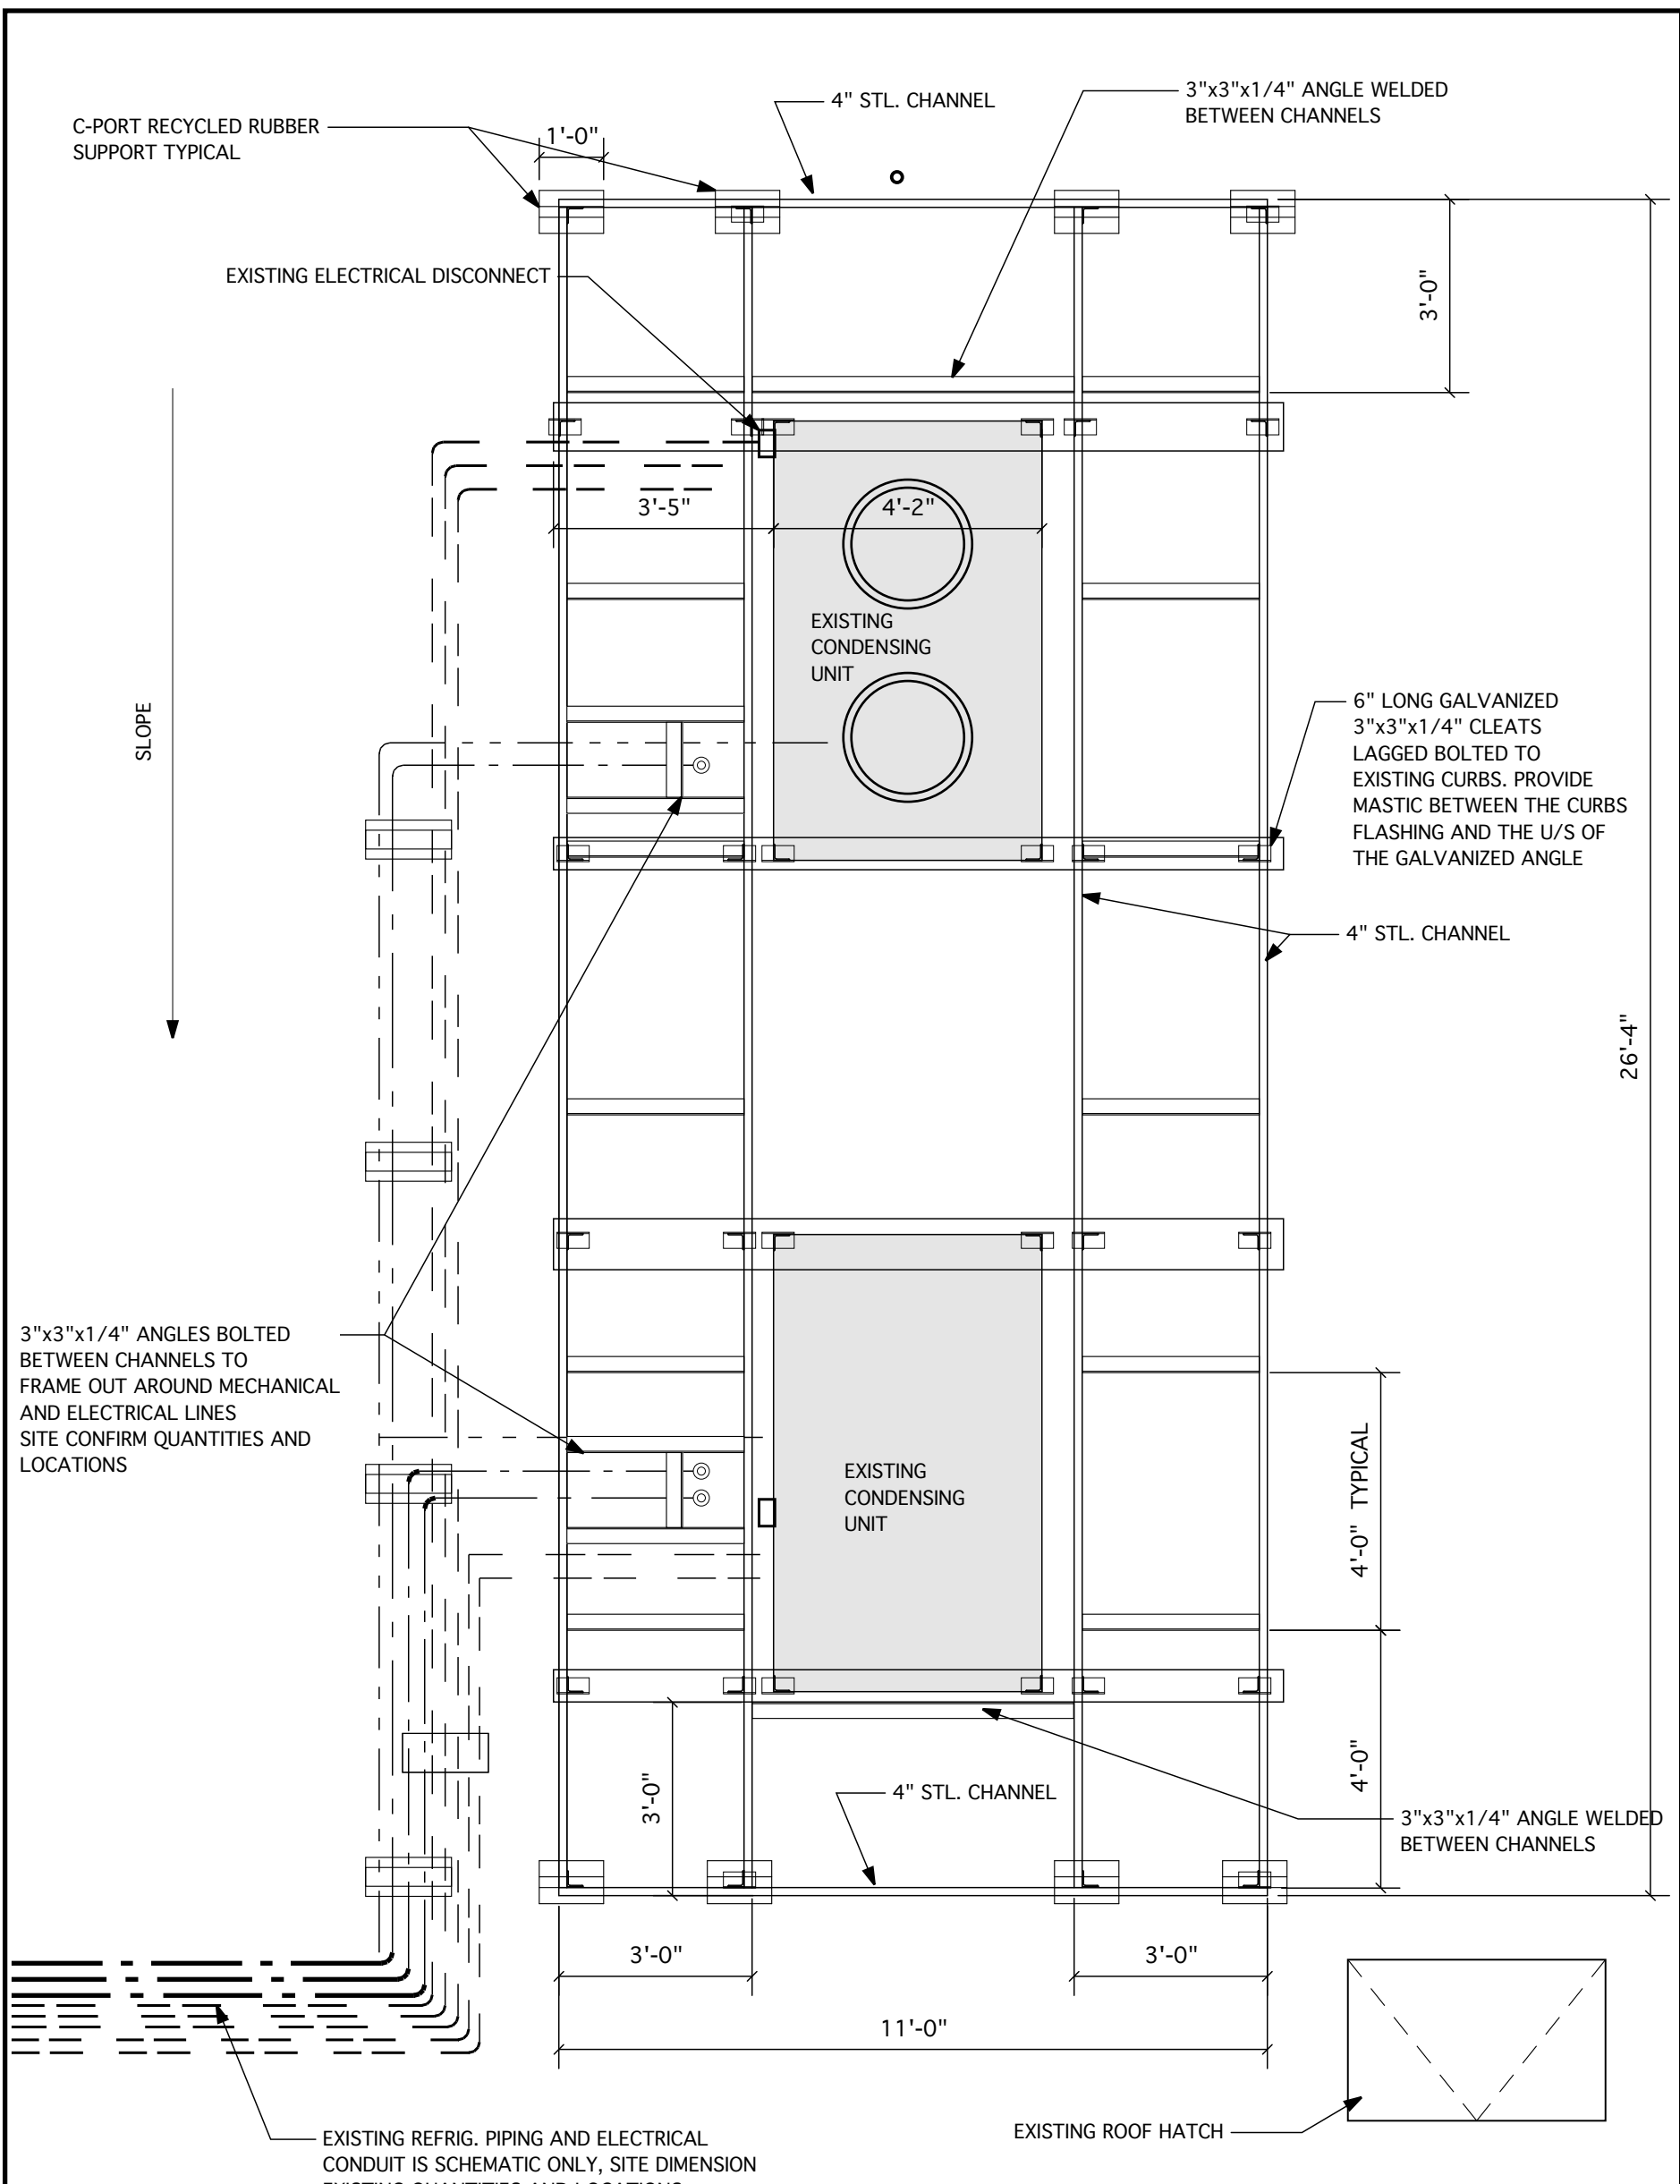 4" STL. CHANNEL
3"x3"x1/4" ANGLE WELDED
BETWEEN CHANNELS
C-PORT RECYCLED RUBBER
SUPPORT TYPICAL
1'-0"
EXISTING ELECTRICAL DISCONNECT
3'-0"
3'-5"
4'-2"
EXISTING
CONDENSING
UNIT
SLOPE
6" LONG GALVANIZED
3"x3"x1/4" CLEATS
LAGGED BOLTED TO
EXISTING CURBS. PROVIDE
MASTIC BETWEEN THE CURBS
FLASHING AND THE U/S OF
THE GALVANIZED ANGLE
4" STL. CHANNEL
26'-4"
3"x3"x1/4" ANGLES BOLTED
BETWEEN CHANNELS TO
FRAME OUT AROUND MECHANICAL
AND ELECTRICAL LINES
SITE CONFIRM QUANTITIES AND
LOCATIONS
EXISTING
CONDENSING
UNIT
4'-0" TYPICAL
4'-0"
3'-0"
4" STL. CHANNEL
3"x3"x1/4" ANGLE WELDED
BETWEEN CHANNELS
3'-0"
3'-0"
11'-0"
EXISTING ROOF HATCH
EXISTING REFRIG. PIPING AND ELECTRICAL
CONDUIT IS SCHEMATIC ONLY, SITE DIMENSION